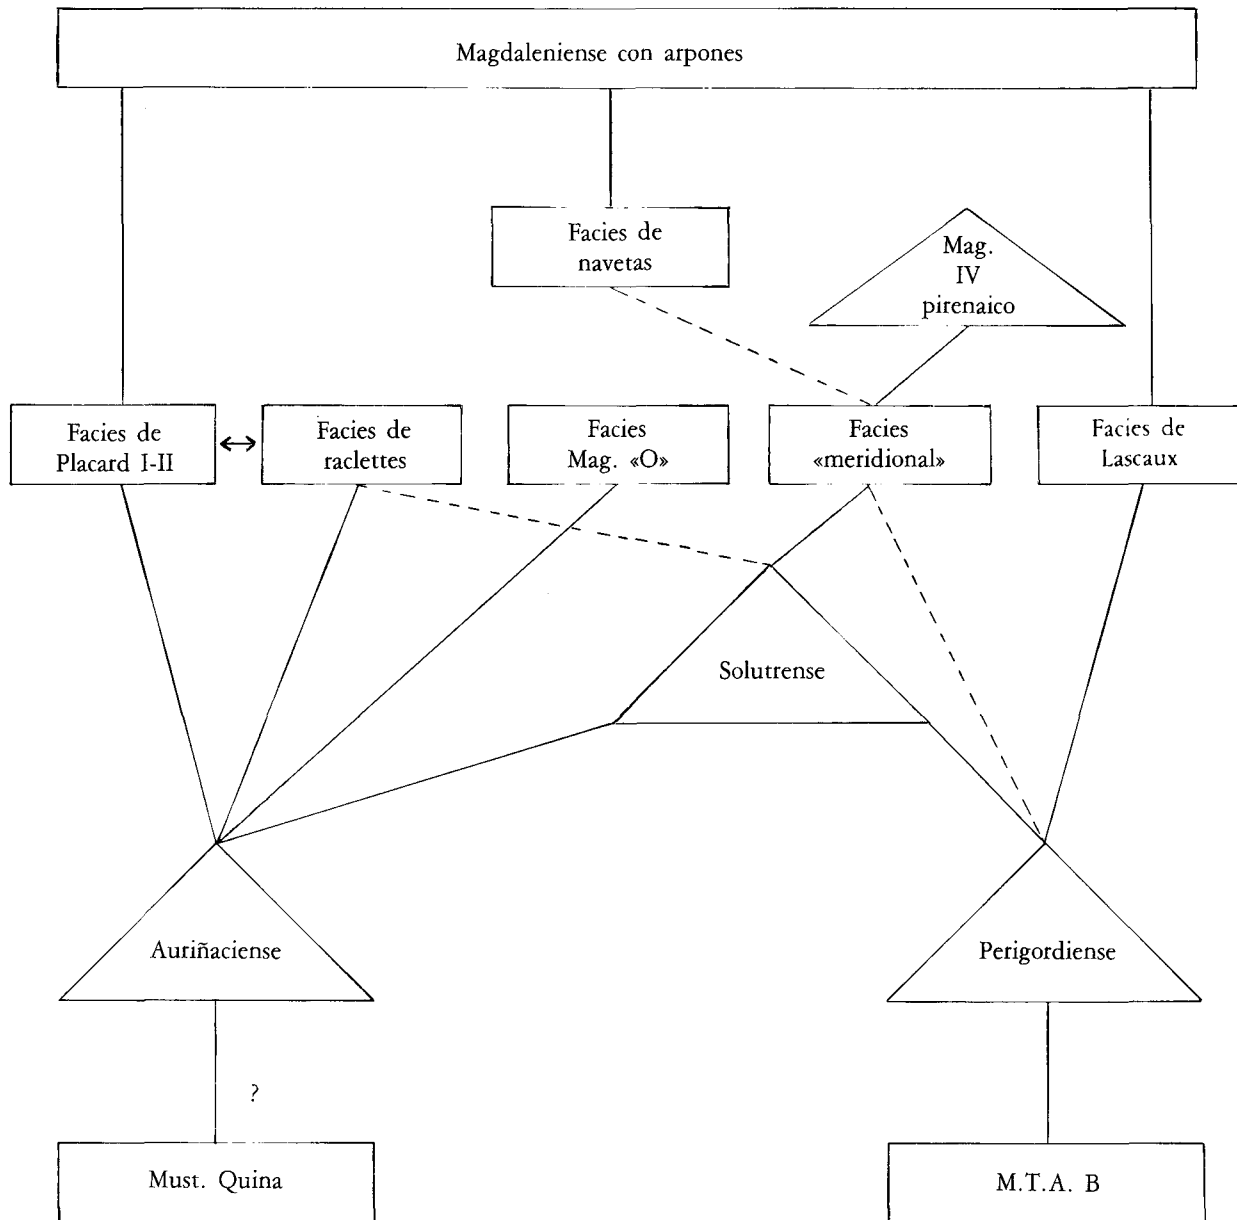 Magdaleniense con arpones
Facies de
navetas
Mag.
IV
pirenaico
Facies de
Placard I-II
Facies de
raclettes
Facies
Mag. «O»
Facies
«meridional»
Facies de
Lascaux
Solutrense
Auriñaciense
Perigordiense
?
Must. Quina
M.T.A. B